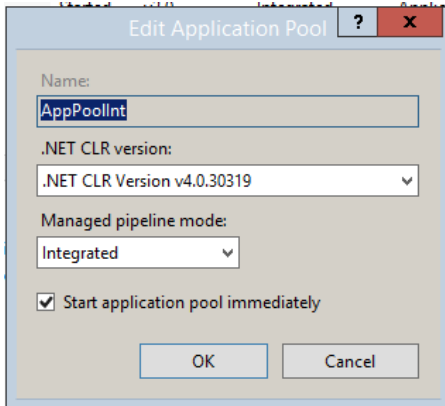 Edit Application Pool
?
x
Name:
AppPoolInt
.NET CLR version:
.NET CLR Version v4.0.30319
Managed pipeline mode:
Integrated
Start application pool immediately
OK
Cancel